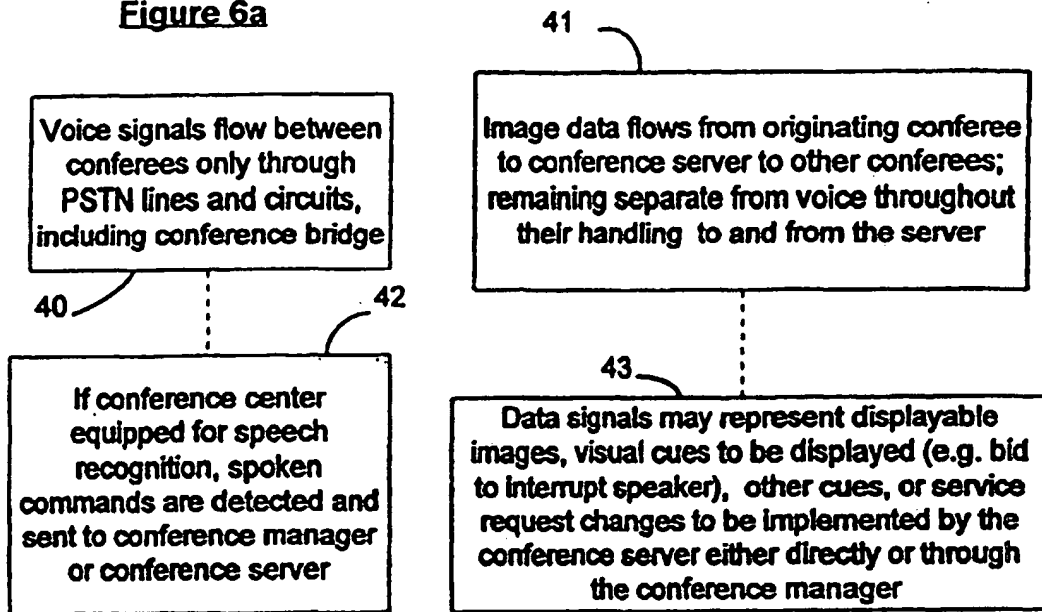 Figure 6a
41
Voice signals flow between
conferees only through
PSTN lines and circuits,
including conference bridge
Image data flows from originating conferee
to conference server to other conferees;
remaining separate from voice throughout
their handling to and from the server
40
42
If conference center
equipped for speech
recognition, spoken
commands are detected and
sent to conference manager
or conference server
43
Data signals may represent displayable
images, visual cues to be displayed (e.g. bid
to interrupt speaker), other cues, or service
request changes to be implemented by the
conference server either directly or through
the conference manager